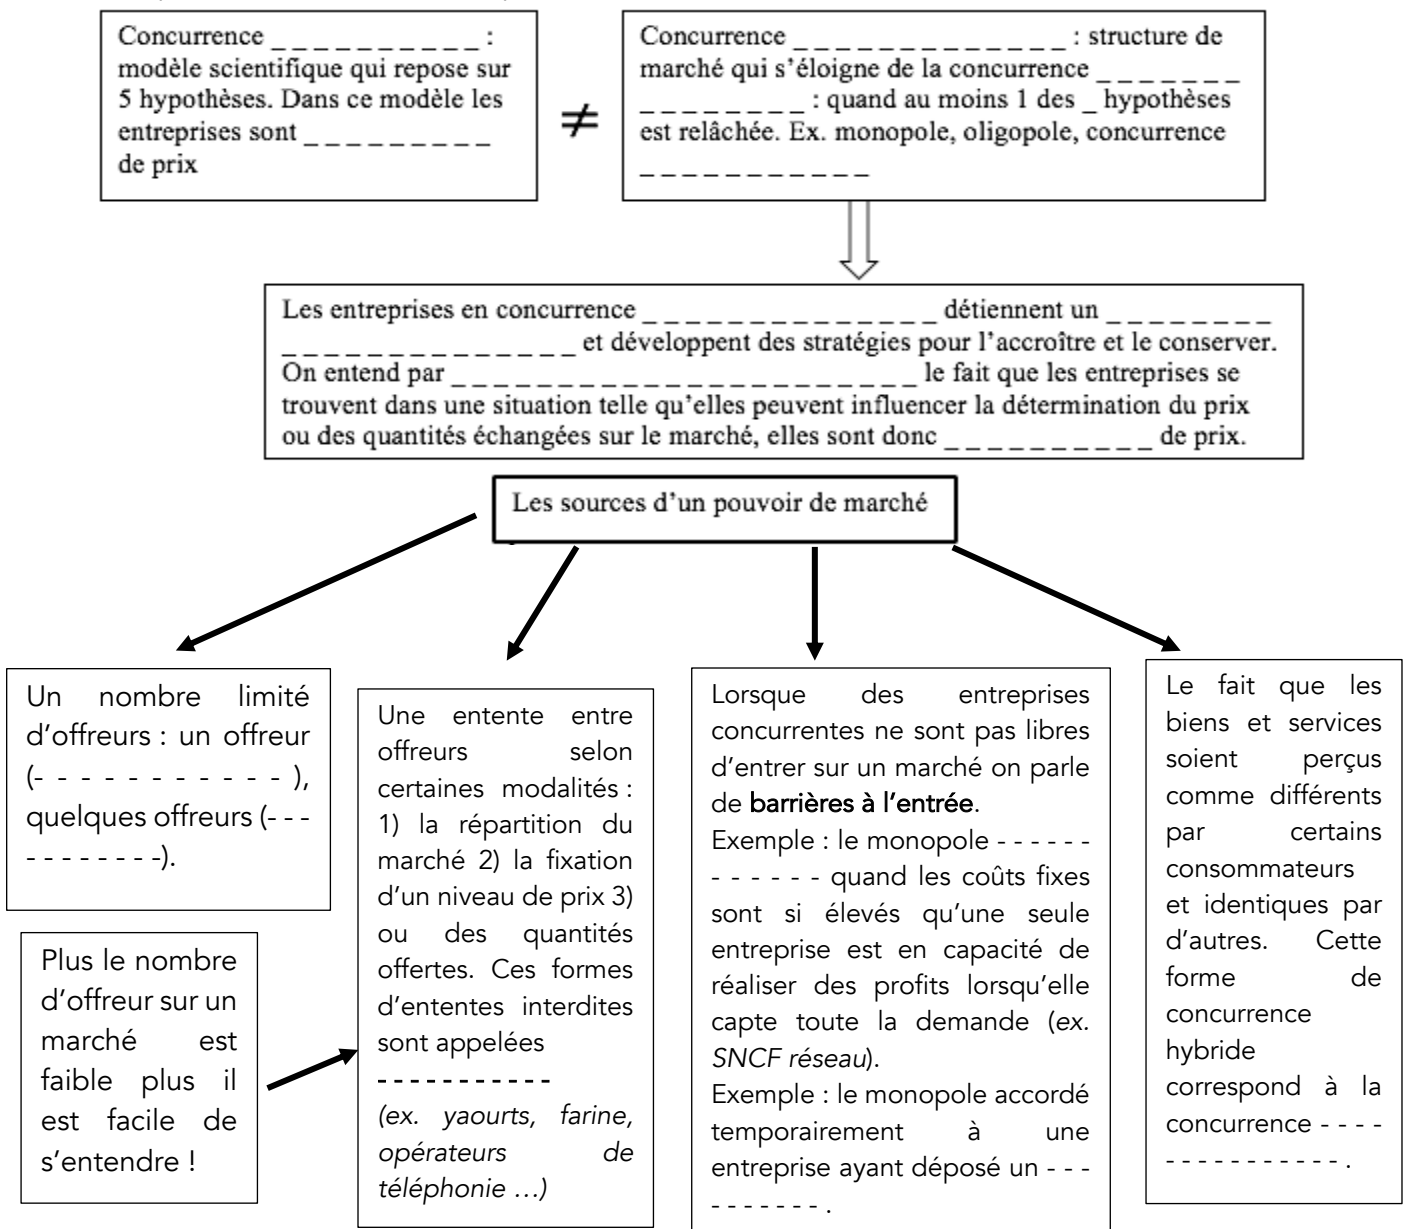 Concurrence _ _ _ _ _ _ _ _ _ _ _ :
modèle scientifique qui repose sur
5 hypothèses. Dans ce modèle les
entreprises sont _ _ _ _ _ _ _ _ _
de prix
≠
Concurrence _ _ _ _ _ _ _ _ _ _ _ _ _ _ : structure de
marché qui s’éloigne de la concurrence _ _ _ _ _ _ _
_ _ _ _ _ _ _ _ : quand au moins 1 des _ hypothèses
est relâchée. Ex. monopole, oligopole, concurrence
_ _ _ _ _ _ _ _ _ _ _
Les entreprises en concurrence _ _ _ _ _ _ _ _ _ _ _ _ _ _ détiennent un _ _ _ _ _ _ _ _
_ _ _ _ _ _ _ _ _ _ _ _ _ _ et développent des stratégies pour l’accroître et le conserver.
On entend par _ _ _ _ _ _ _ _ _ _ _ _ _ _ _ _ _ _ _ _ _ _ le fait que les entreprises se
trouvent dans une situation telle qu’elles peuvent influencer la détermination du prix
ou des quantités échangées sur le marché, elles sont donc _ _ _ _ _ _ _ _ _ _ de prix.
Les sources d’un pouvoir de marché
Un nombre limité
d’offreurs : un offreur
(- - - - - - - - - - - ),
quelques offreurs (- - -
- - - - - - - -).
Plus le nombre
d’offreur sur un
marché est
faible plus il
est facile de
s’entendre !
Une entente entre
offreurs selon
certaines modalités :
1) la répartition du
marché 2) la fixation
d’un niveau de prix 3)
ou des quantités
offertes. Ces formes
d’ententes interdites
sont appelées
- - - - - - - - - - -
(ex. yaourts, farine,
opérateurs de
téléphonie …)
Lorsque des entreprises
concurrentes ne sont pas libres
d’entrer sur un marché on parle
de barrières à l’entrée.
Exemple : le monopole - - - - - -
- - - - - - quand les coûts fixes
sont si élevés qu’une seule
entreprise est en capacité de
réaliser des profits lorsqu’elle
capte toute la demande (ex.
SNCF réseau).
Exemple : le monopole accordé
temporairement à une
entreprise ayant déposé un - - -
- - - - - - - .
Le fait que les
biens et services
soient perçus
comme différents
par certains
consommateurs
et identiques par
d’autres. Cette
forme de
concurrence
hybride
correspond à la
concurrence - - - -
- - - - - - - - - - - .